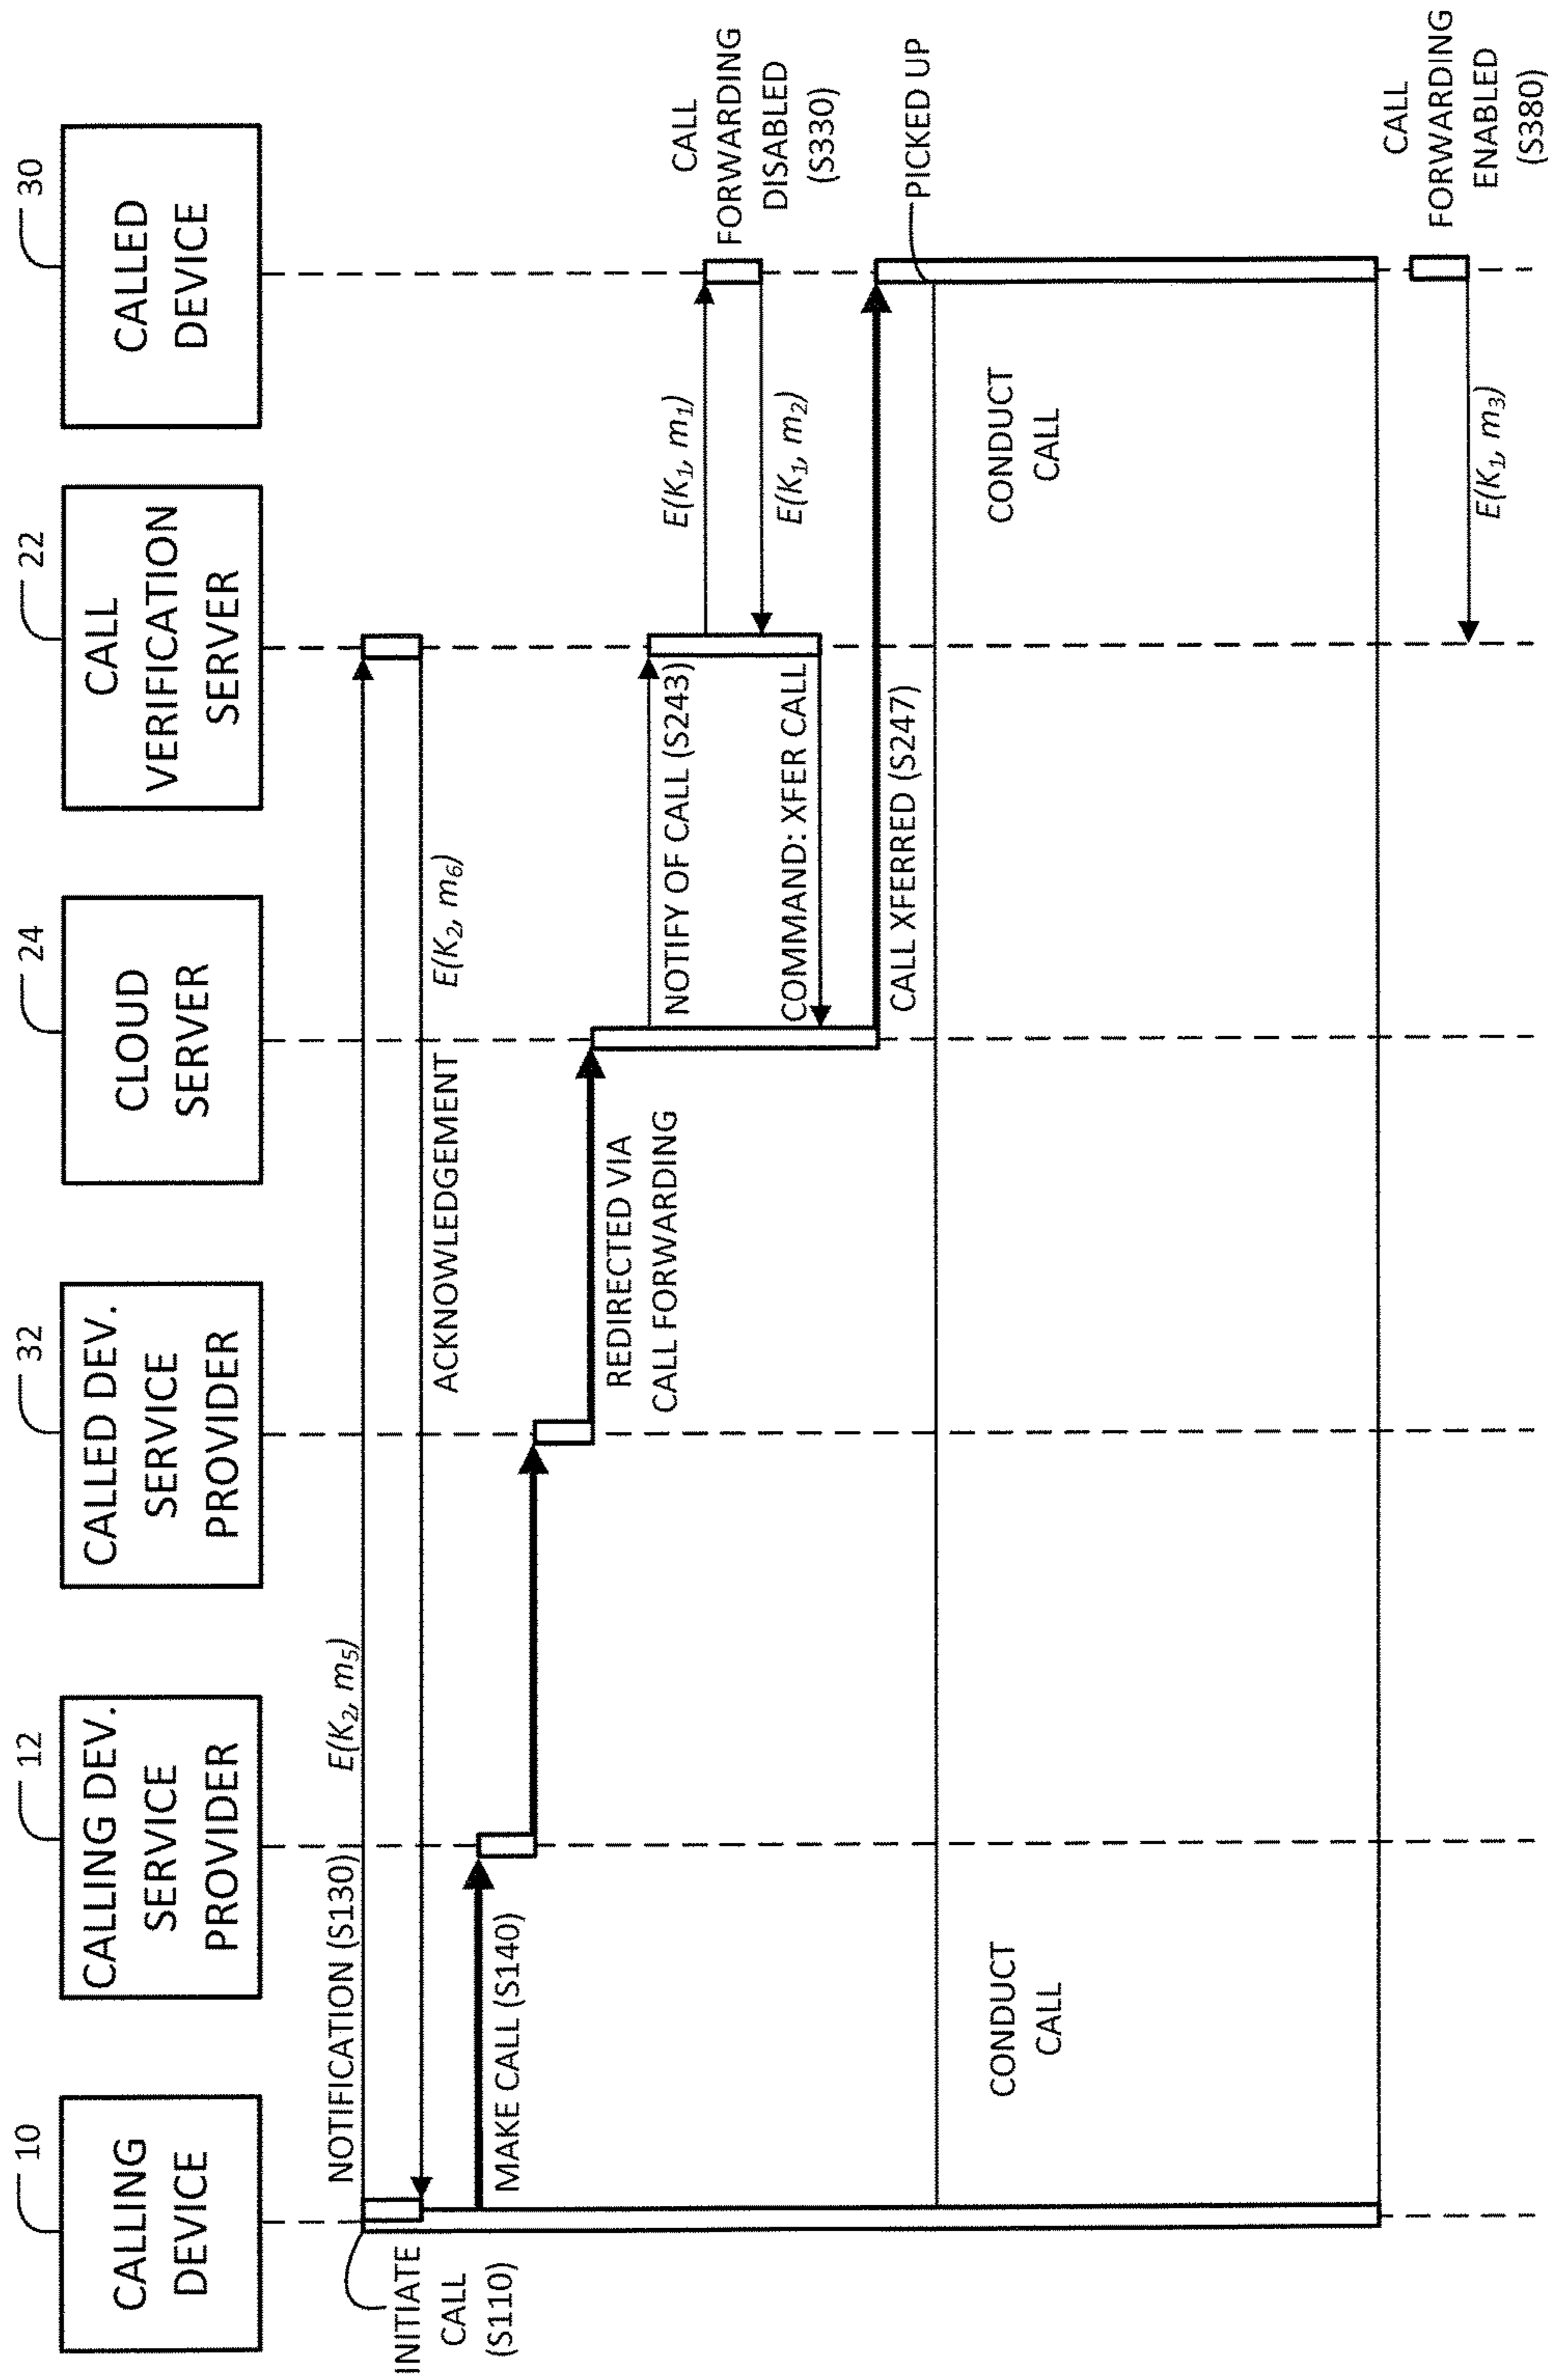 10
CALLING
DEVICE
12
CALLING DEV.
SERVICE
PROVIDER
32
CALLED DEV.
SERVICE
PROVIDER
24
CLOUD
SERVER
22
CALL
VERIFICATION
SERVER
30
CALLED
DEVICE
INITIATE
CALL
(S110)
NOTIFICATION (S130)
E(K₂, m₅)
ACKNOWLEDGEMENT
E(K₂, m₆)
MAKE CALL (S140)
REDIRECTED VIA
CALL FORWARDING
NOTIFY OF CALL (S243)
E(K₁, m₁)
CALL
FORWARDING
DISABLED
(S330)
E(K₁, m₂)
COMMAND: XFER CALL
CALL XFERRED (S247)
PICKED UP
CONDUCT
CALL
CONDUCT
CALL
E(K₁, m₃)
CALL
FORWARDING
ENABLED
(S380)